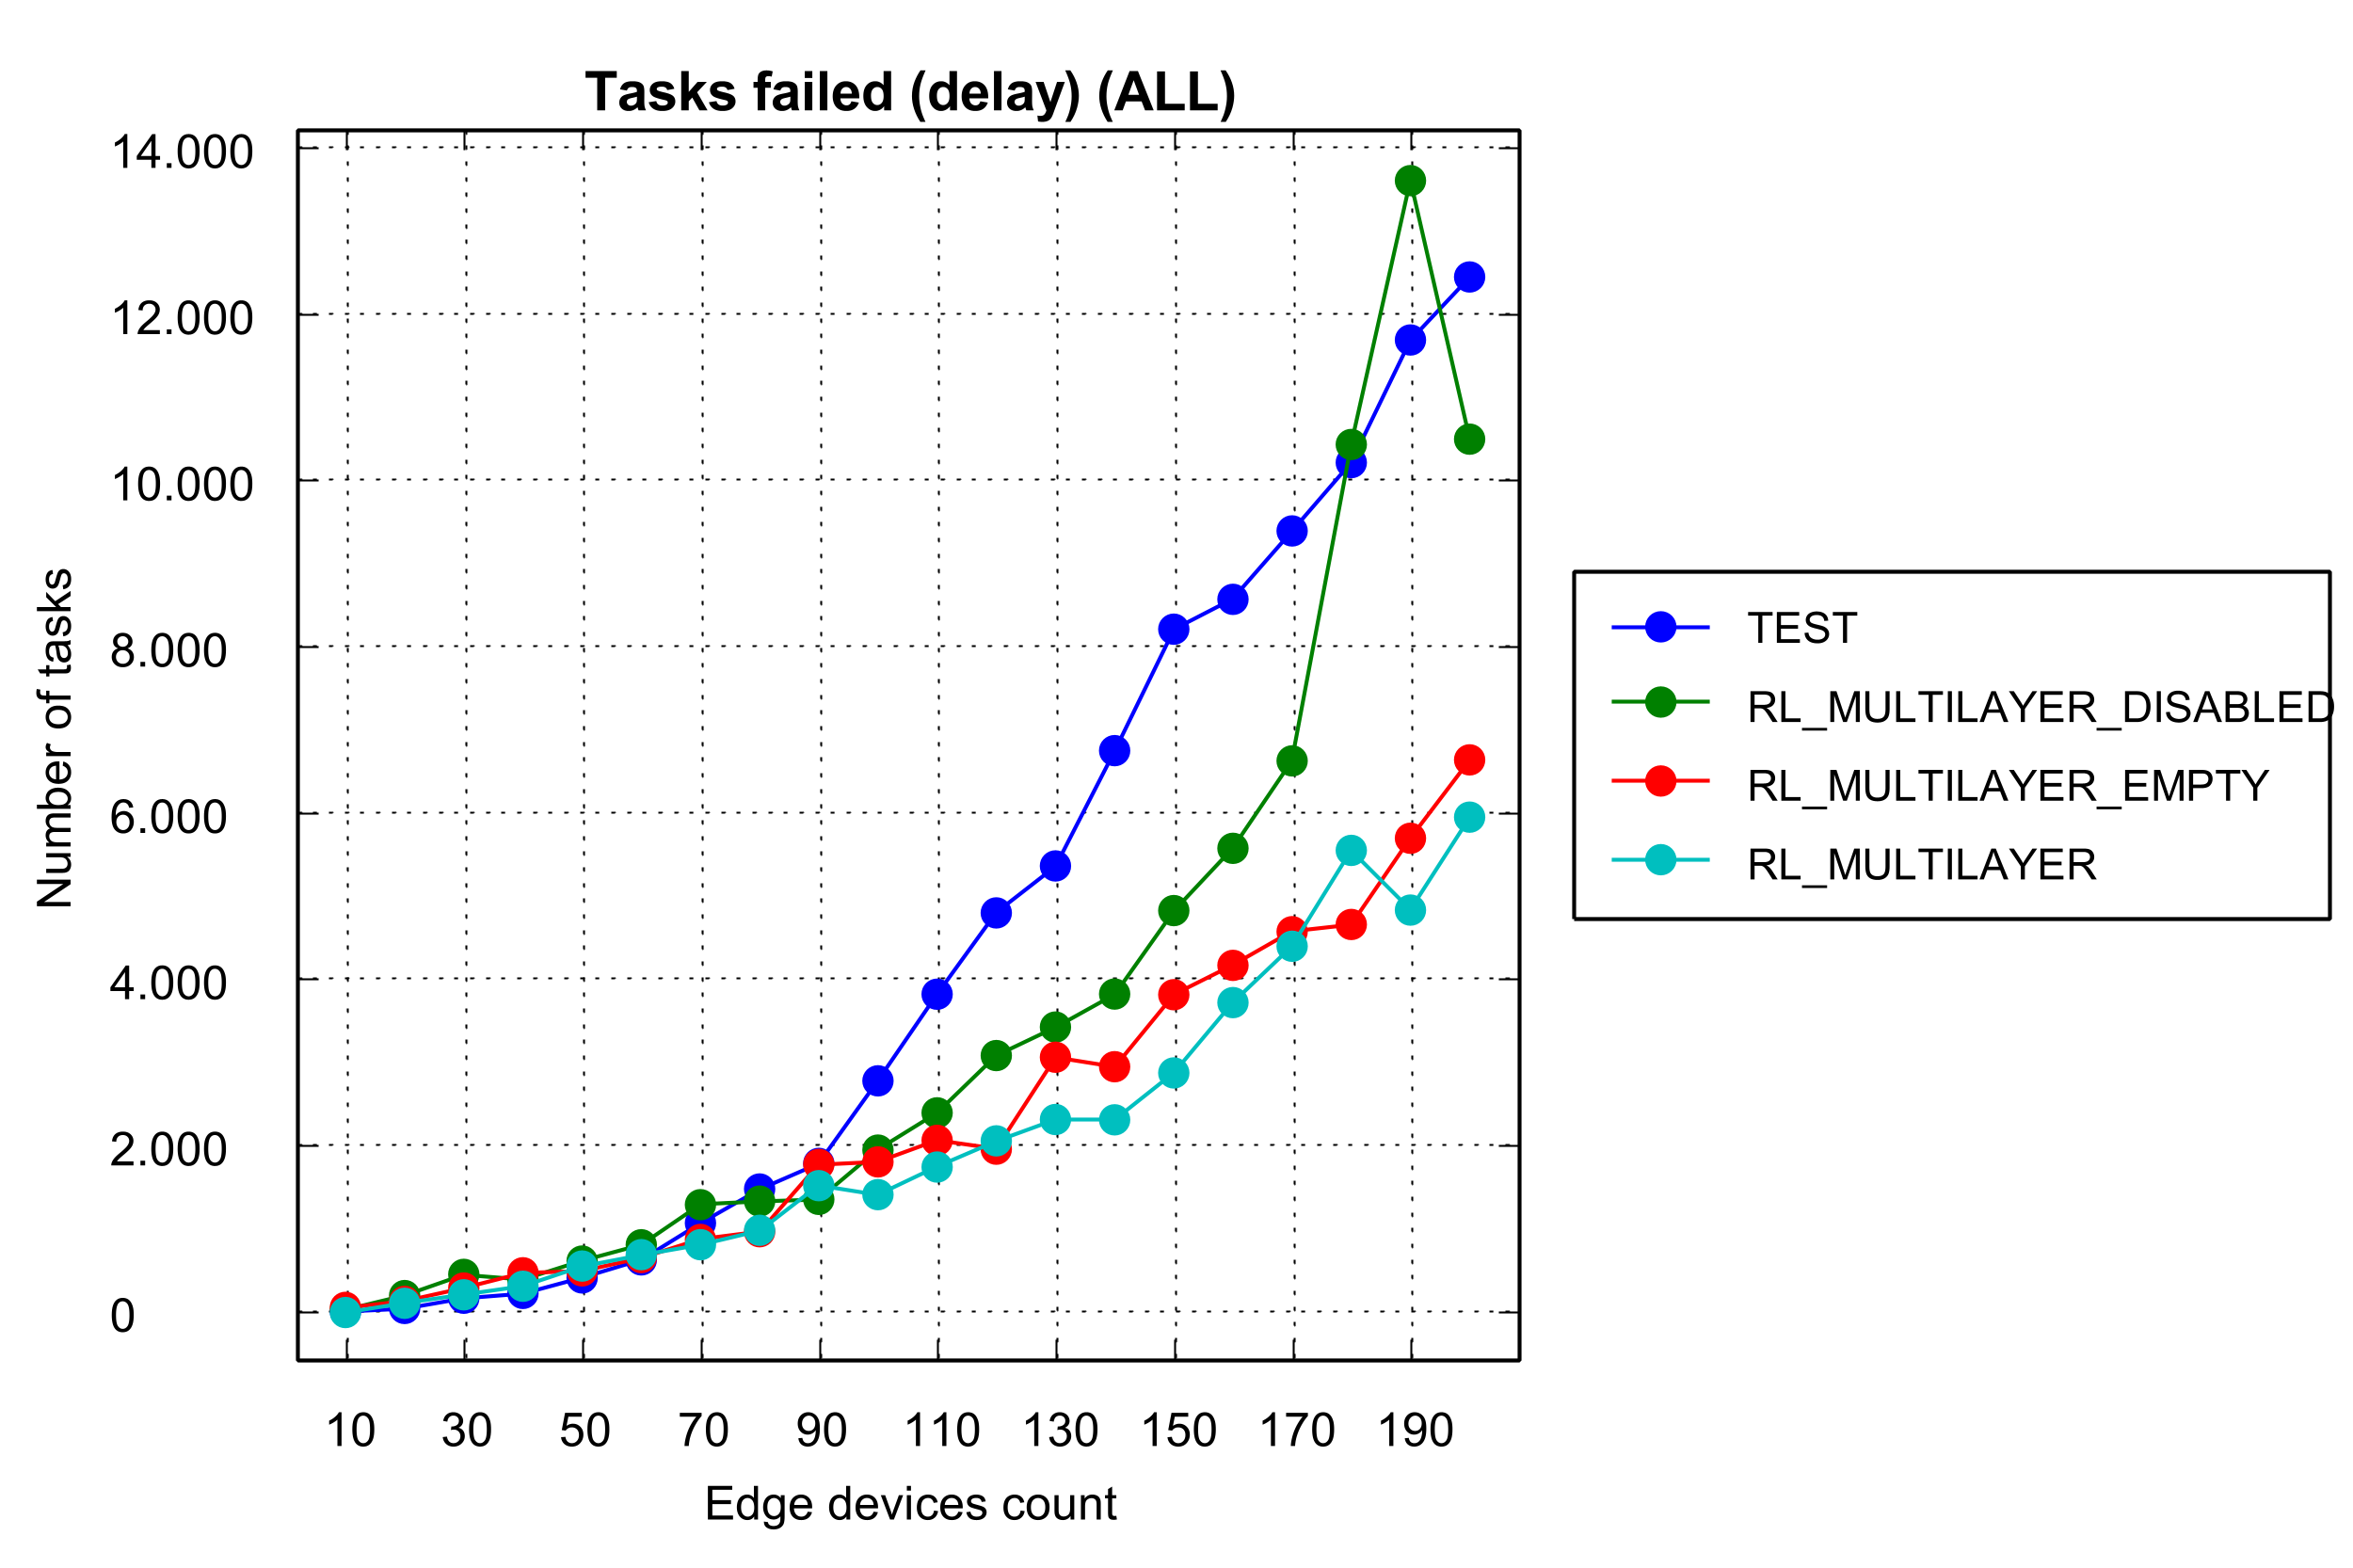 Tasks failed (delay) (ALL)
14.000
12.000
10.000
8.000
6.000
4.000
2.000
0
Number of tasks
10 30 50 70 90 110 130 150 170 190
Edge devices count
TEST
RL_MULTILAYER_DISABLED
RL_MULTILAYER_EMPTY
RL_MULTILAYER